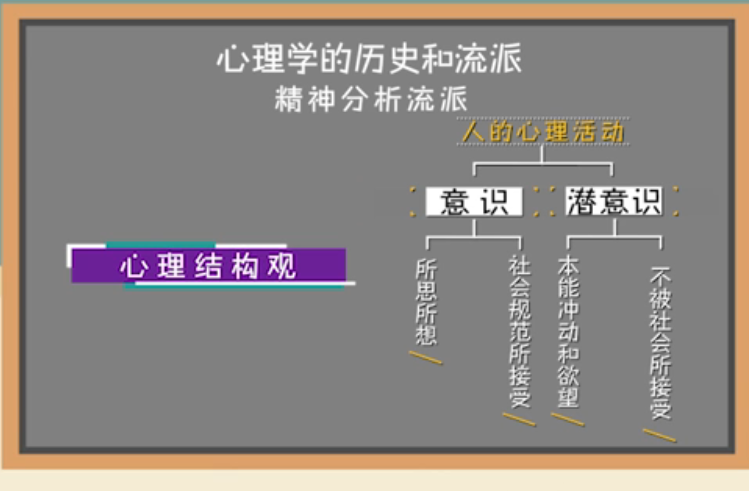 心理学的历史和流派
精神分析流派
人的心理活动
意识
潜意识
心理结构观
所思所想
社会规范所接受
本能冲动和欲望
不被社会所接受